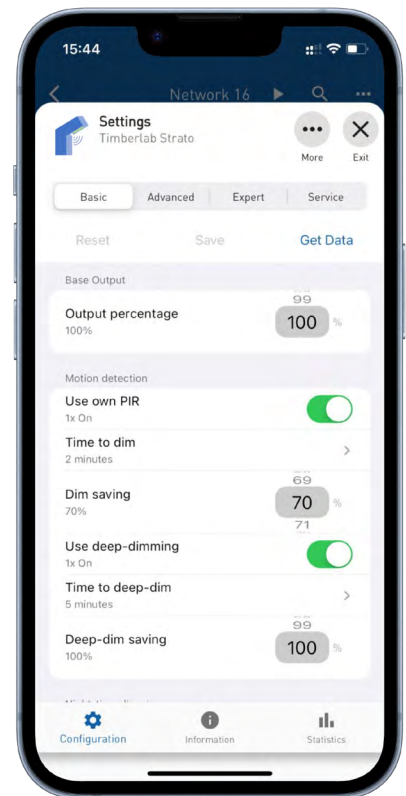 15:44
Network 16
Settings
Timberlab Strato
More
Exit
Basic
Advanced
Expert
Service
Reset
Save
Get Data
Base Output
99
Output percentage
100 %
100%
Motion detection
Use own PIR
1x On
Time to dim
2 minutes
69
Dim saving
70 %
70%
71
Use deep-dimming
1x On
Time to deep-dim
5 minutes
99
Deep-dim saving
100 %
100%
Configuration
Information
Statistics